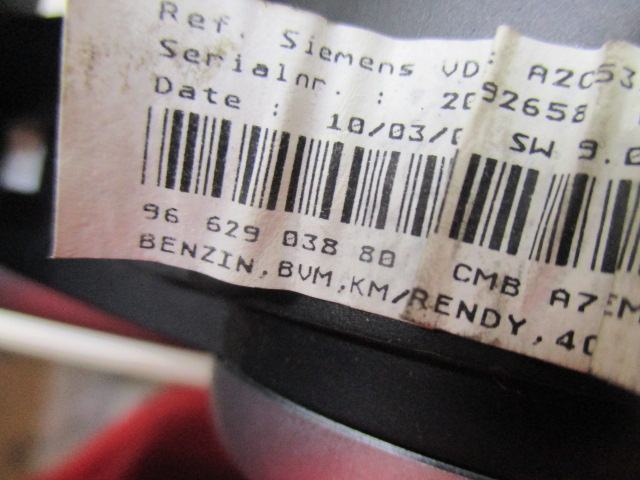 Ref. Siemens VD A2C53
Serialnr. : 2092658
Date : 10/03/0 SW 9.0
96 629 038 80 CMB A7EM
BENZIN,BVM,KM/RENDY,40